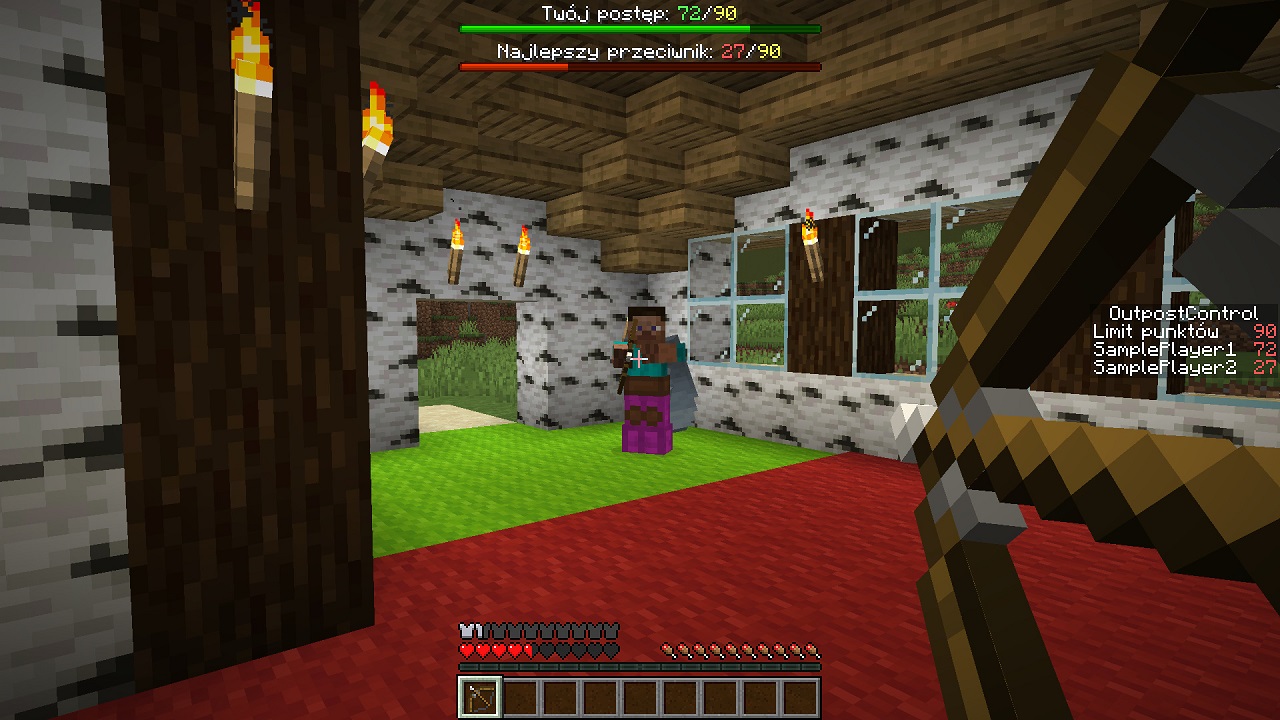 Twój postęp: 72/90
Najlepszy przeciwnik: 27/90
OutpostControl
Limit punktów 90
SamplePlayer1 72
SamplePlayer2 27